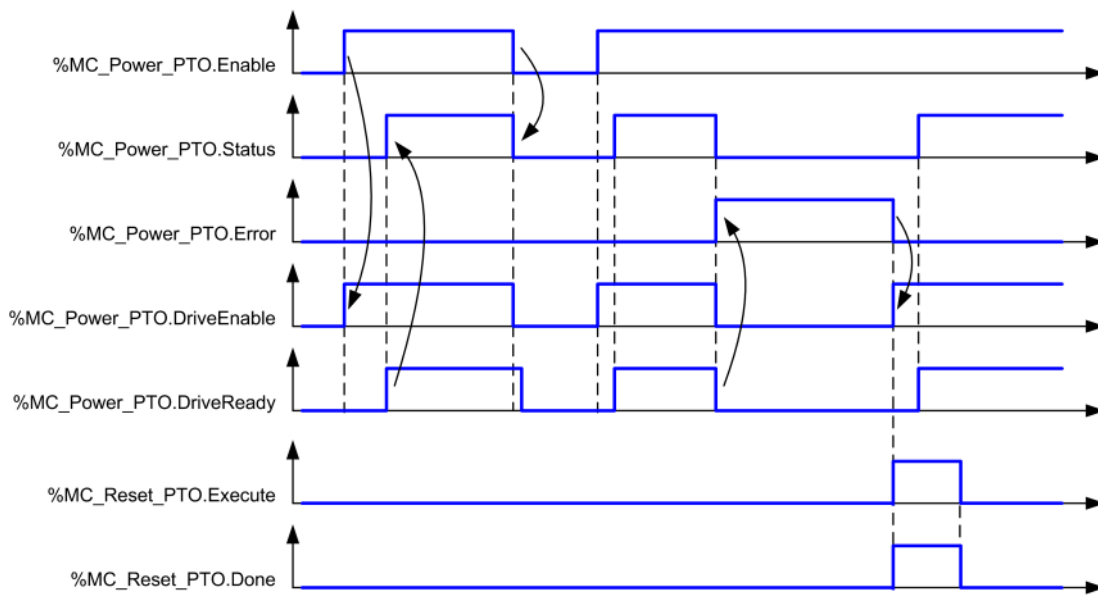 %MC_Power_PTO.Enable
%MC_Power_PTO.Status
%MC_Power_PTO.Error
%MC_Power_PTO.DriveEnable
%MC_Power_PTO.DriveReady
%MC_Reset_PTO.Execute
%MC_Reset_PTO.Done